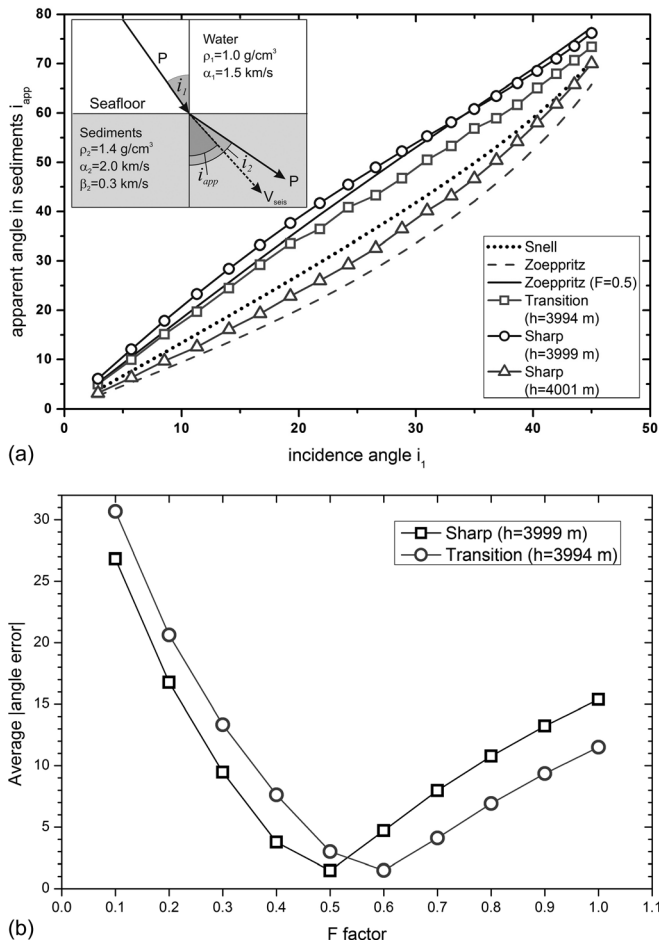 80
70
60
50
40
30
20
10
0
apparent angle in sediments i_app
P
Water
ρ₁=1.0 g/cm³
α₁=1.5 km/s
i₁
Seafloor
Sediments
ρ₂=1.4 g/cm³
α₂=2.0 km/s
β₂=0.3 km/s
i_app
i₂
P
V_seis
Snell
Zoeppritz
Zoeppritz (F=0.5)
Transition
(h=3994 m)
Sharp
(h=3999 m)
Sharp
(h=4001 m)
0 10 20 30 40 50
incidence angle i₁
(a)
30
25
20
15
10
5
0
Average |angle error|
Sharp (h=3999 m)
Transition (h=3994 m)
0.0 0.1 0.2 0.3 0.4 0.5 0.6 0.7 0.8 0.9 1.0 1.1
F factor
(b)